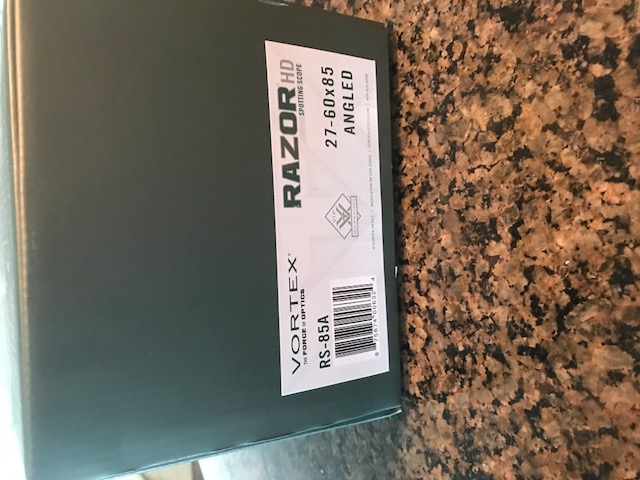 VORTEX®
THE FORCE OF OPTICS
RAZOR HD
SPOTTING SCOPE
RS-85A
27-60x85
ANGLED